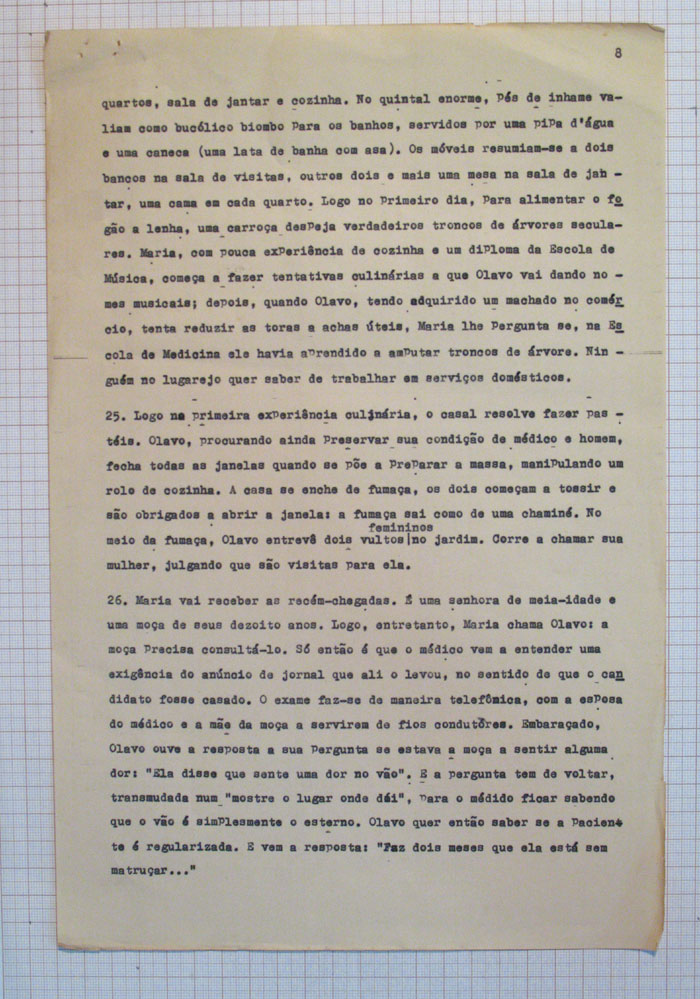 8
quartos, sala de jantar e cozinha. No quintal enorme, pés de inhame va-
liam como bucólico biombo para os banhos, servidos por uma pipa d'água
e uma caneca (uma lata de banha com asa). Os móveis resumiam-se a dois
bancos na sala de visitas, outros dois e mais uma mesa na sala de jan -
tar, uma cama em cada quarto. Logo no primeiro dia, para alimentar o fo
gão a lenha, uma carroça despeja verdadeiros troncos de árvores secula-
res. Maria, com pouca experiência de cozinha e um diploma da Escola de
Música, começa a fazer tentativas culinárias a que Olavo vai dando no -
mes musicais; depois, quando Olavo, tendo adquirido um machado no comér
cio, tenta reduzir as toras a achas úteis, Maria lhe pergunta se, na Es
cola de Medicina ele havia aprendido a amputar troncos de árvore. Nin -
guém no lugarejo quer saber de trabalhar em serviços domésticos.
25. Logo na primeira experiência culinária, o casal resolve fazer pas -
téis. Olavo, procurando ainda preservar sua condição de médico e homem,
fecha todas as janelas quando se põe a preparar a massa, manipulando um
rolo de cozinha. A casa se enche de fumaça, os dois começam a tossir e
são obrigados a abrir a janela: a fumaça sai como de uma chaminé. No
femininos
meio da fumaça, Olavo entrevê dois vultos|no jardim. Corre a chamar sua
mulher, julgando que são visitas para ela.
26. Maria vai receber as recém-chegadas. É uma senhora de meia-idade e
uma moça de seus dezoito anos. Logo, entretanto, Maria chama Olavo: a
moça precisa consultá-lo. Só então é que o médico vem a entender uma
exigência do anúncio de jornal que ali o levou, no sentido de que o can
didato fosse casado. O exame faz-se de maneira telefônica, com a esposa
do médico e a mãe da moça a servirem de fios condutôres. Embaraçado,
Olavo ouve a resposta a sua pergunta se estava a moça a sentir alguma
dor: "Ela disse que sente uma dor no vão". E a pergunta tem de voltar,
transmudada num "mostre o lugar onde dói", para o médido ficar sabendo
que o vão é simplesmente o esterno. Olavo quer então saber se a pacien-
te é regularizada. E vem a resposta: "Faz dois meses que ela está sem
matruçar..."